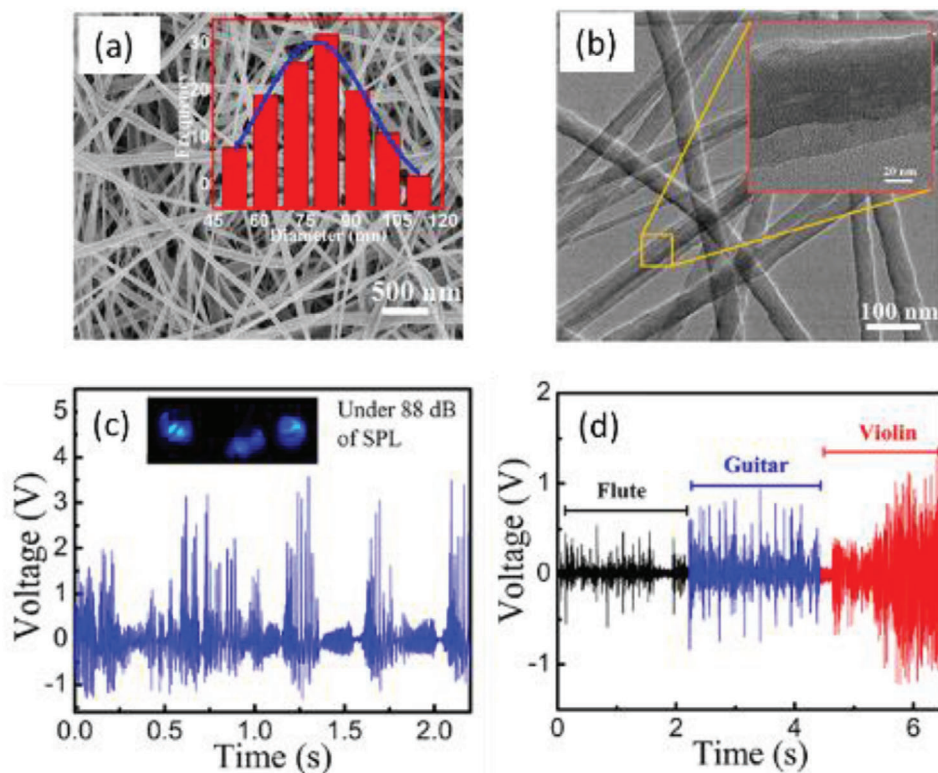 (a)
30
20
10
0
Frequency
45 60 75 90 105 120
Diameter (nm)
500 nm
(b)
20 nm
100 nm
(c)
Under 88 dB
of SPL
5
4
3
2
1
0
-1
Voltage (V)
0.0 0.5 1.0 1.5 2.0
Time (s)
(d)
2
1
0
-1
Voltage (V)
Flute
Guitar
Violin
0 2 4 6
Time (s)